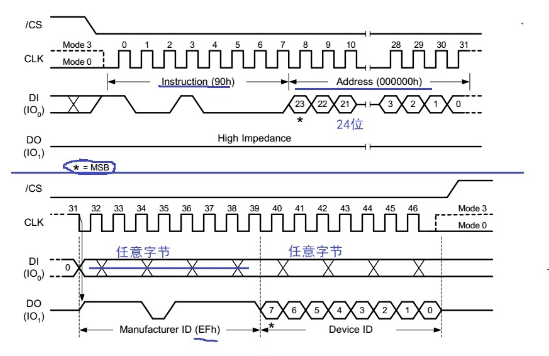 /CS
Mode 3 0 1 2 3 4 5 6 7 8 9 10 28 29 30 31
CLK Mode 0
Instruction (90h) Address (000000h)
DI
(IO0) 23 22 21 3 2 1 0
* 24位
DO
(IO1) High Impedance
* = MSB
/CS
31 32 33 34 35 36 37 38 39 40 41 42 43 44 45 46 Mode 3
CLK Mode 0
任意字节 任意字节
DI
(IO0) 0
DO
(IO1) 7 6 5 4 3 2 1 0
*
Manufacturer ID (EFh) Device ID